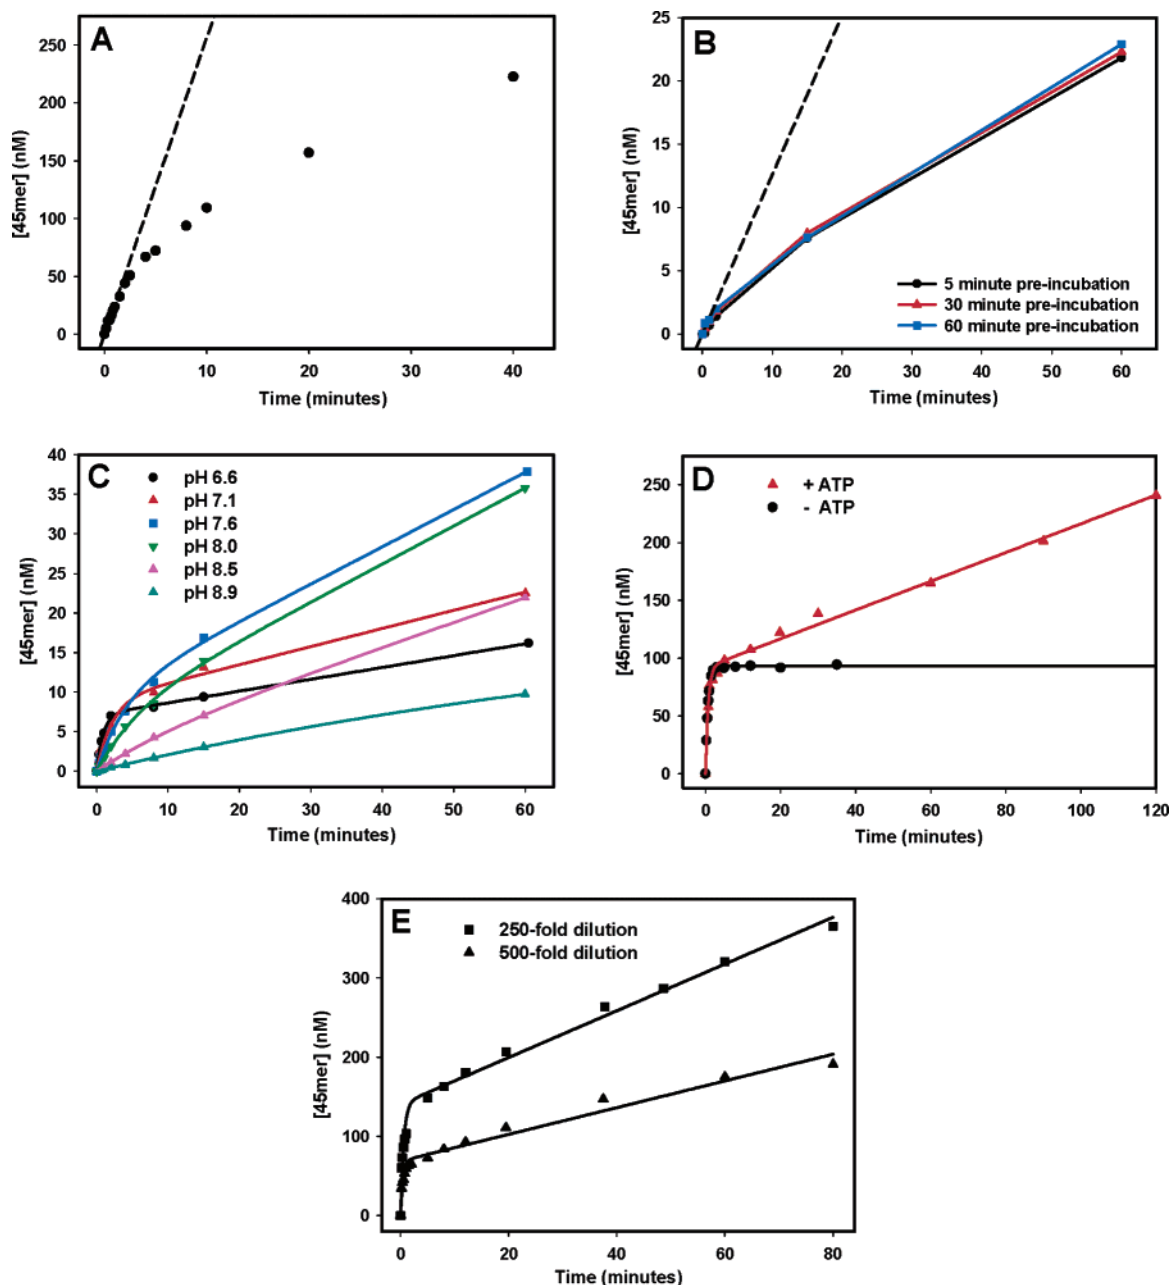 A
[45mer] (nM)
250
200
150
100
50
0
0 10 20 30 40
Time (minutes)
B
[45mer] (nM)
25
20
15
10
5
0
5 minute pre-incubation
30 minute pre-incubation
60 minute pre-incubation
0 10 20 30 40 50 60
Time (minutes)
C
[45mer] (nM)
40
35
30
25
20
15
10
5
0
pH 6.6
pH 7.1
pH 7.6
pH 8.0
pH 8.5
pH 8.9
0 10 20 30 40 50 60
Time (minutes)
D
[45mer] (nM)
250
200
150
100
50
0
+ ATP
- ATP
0 20 40 60 80 100 120
Time (minutes)
E
[45mer] (nM)
400
300
200
100
0
250-fold dilution
500-fold dilution
0 20 40 60 80
Time (minutes)